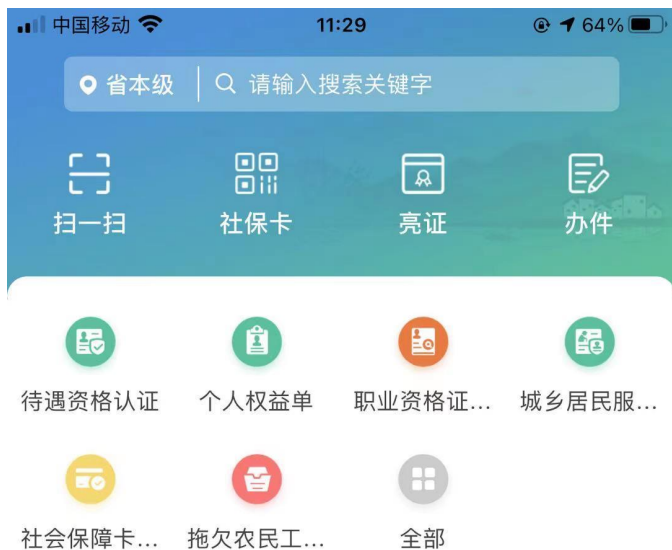 中国移动 11:29 64%
省本级 请输入搜索关键字
扫一扫 社保卡 亮证 办件
待遇资格认证 个人权益单 职业资格证... 城乡居民服...
社会保障卡... 拖欠农民工... 全部